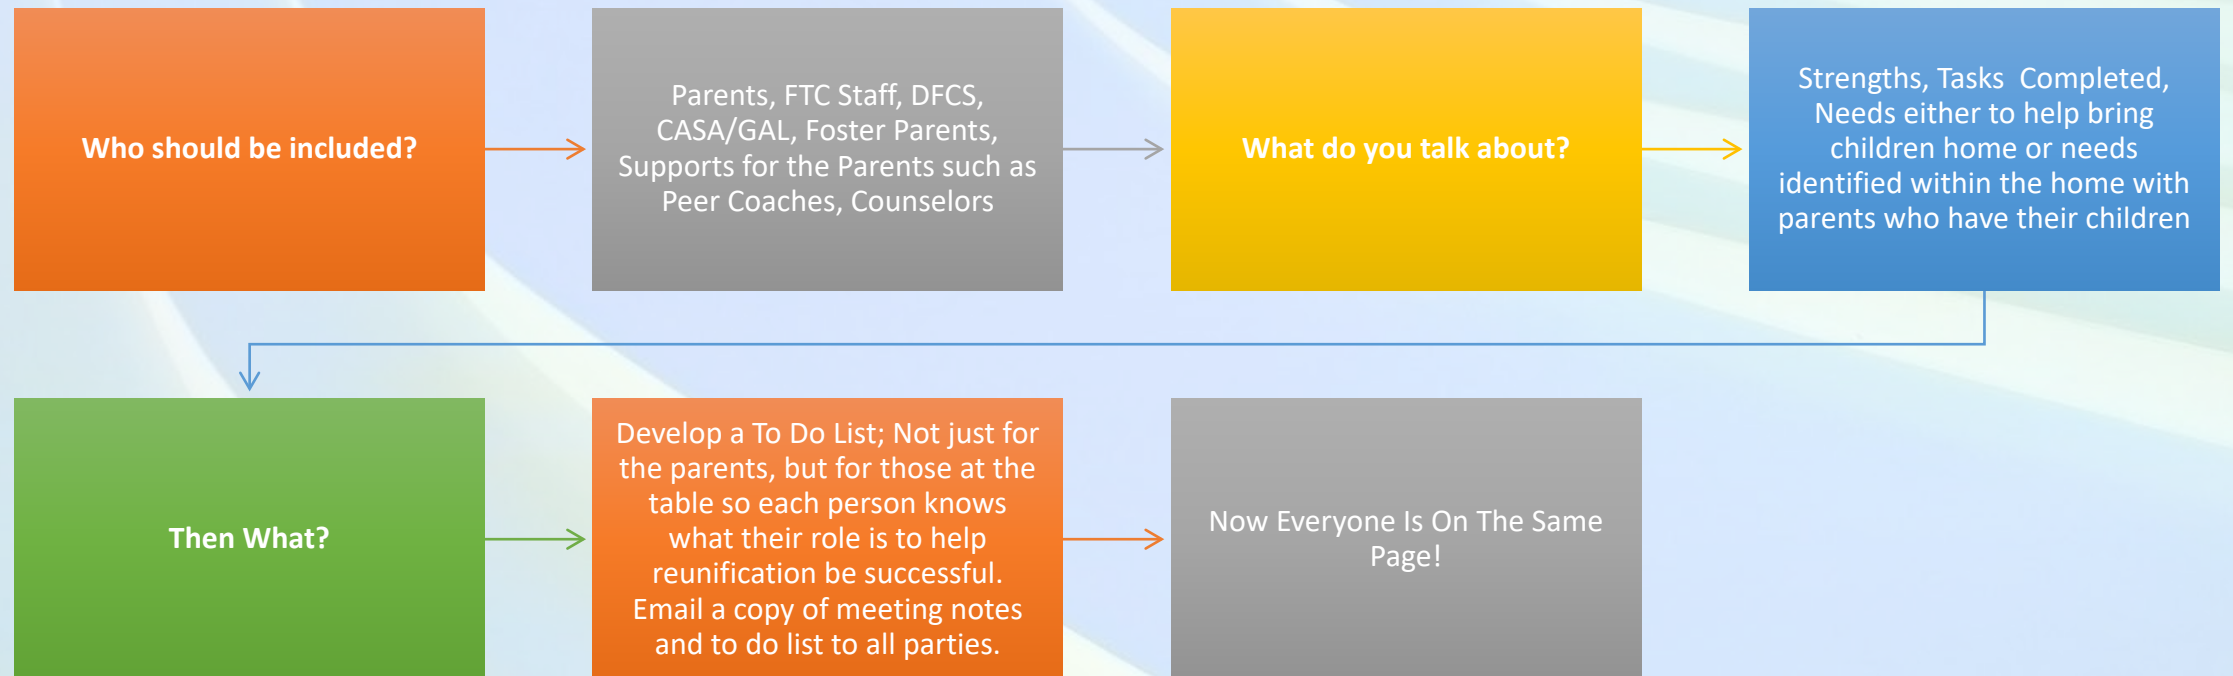 Who should be included?
Parents, FTC Staff, DFCS,
CASA/GAL, Foster Parents,
Supports for the Parents such as
Peer Coaches, Counselors
What do you talk about?
Strengths, Tasks  Completed,
Needs either to help bring
children home or needs
identified within the home with
parents who have their children
Then What?
Develop a To Do List; Not just for
the parents, but for those at the
table so each person knows
what their role is to help
reunification be successful.
Email a copy of meeting notes
and to do list to all parties.
Now Everyone Is On The Same
Page!